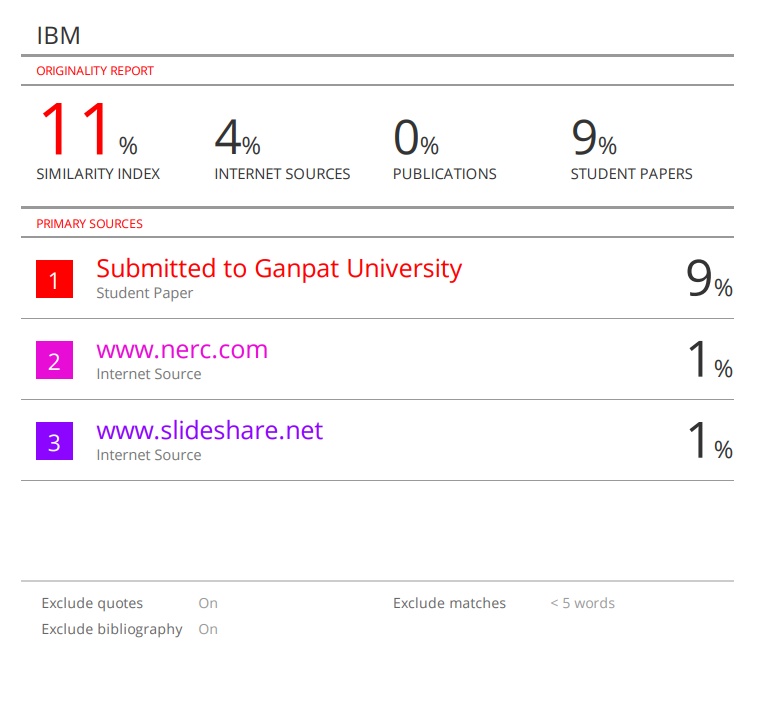 IBM
ORIGINALITY REPORT
11% 4% 0% 9%
SIMILARITY INDEX INTERNET SOURCES PUBLICATIONS STUDENT PAPERS
PRIMARY SOURCES
1 Submitted to Ganpat University 9%
Student Paper
2 www.nerc.com 1%
Internet Source
3 www.slideshare.net 1%
Internet Source
Exclude quotes On Exclude matches < 5 words
Exclude bibliography On